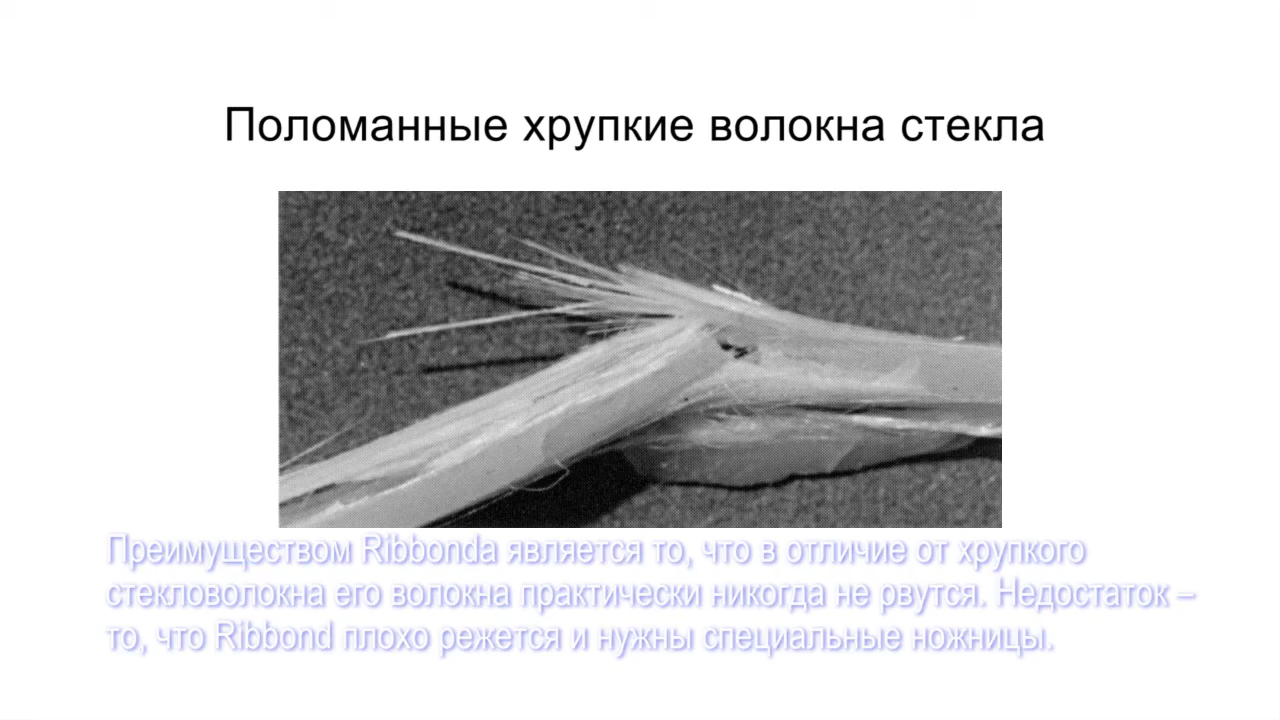 Поломанные хрупкие волокна стекла
Преимуществом Ribbonda является то, что в отличие от хрупкого
стекловолокна его волокна практически никогда не рвутся. Недостаток –
то, что Ribbond плохо режется и нужны специальные ножницы.